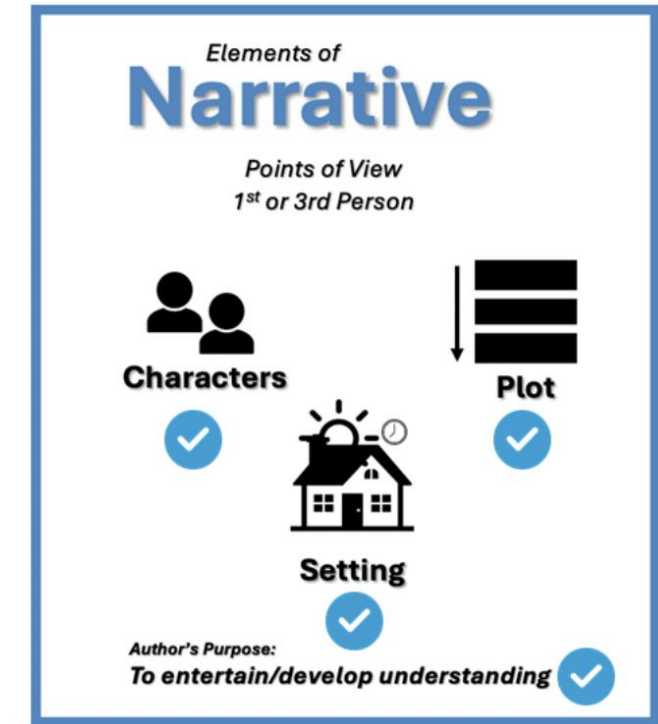 Elements of
Narrative
Points of View
1st or 3rd Person
Characters
Plot
Setting
Author's Purpose:
To entertain/develop understanding